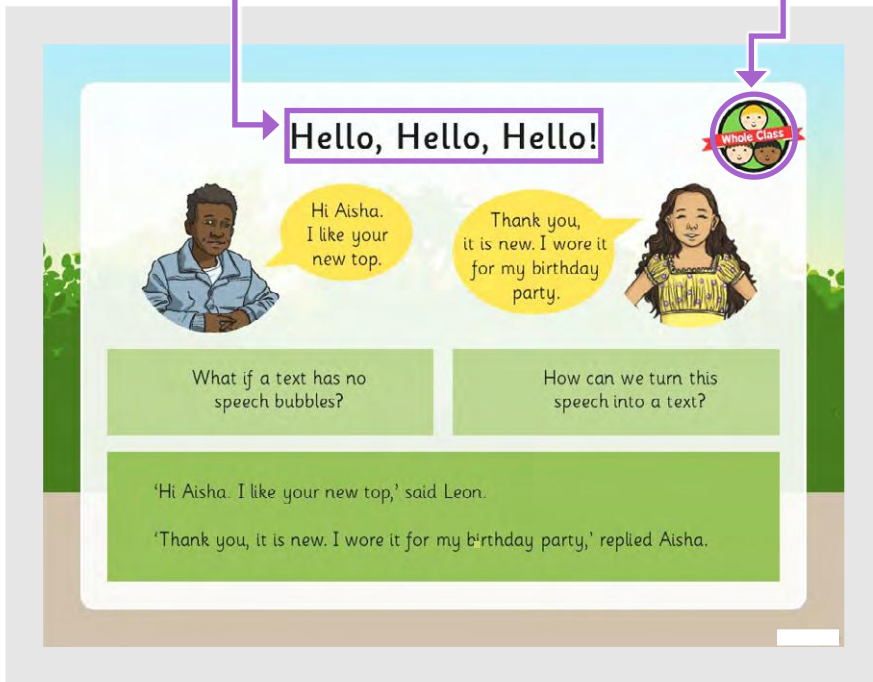 Hello, Hello, Hello!
Whole Class
Hi Aisha.
I like your
new top.
Thank you,
it is new. I wore it
for my birthday
party.
What if a text has no
speech bubbles?
How can we turn this
speech into a text?
‘Hi Aisha. I like your new top,’ said Leon.
‘Thank you, it is new. I wore it for my birthday party,’ replied Aisha.